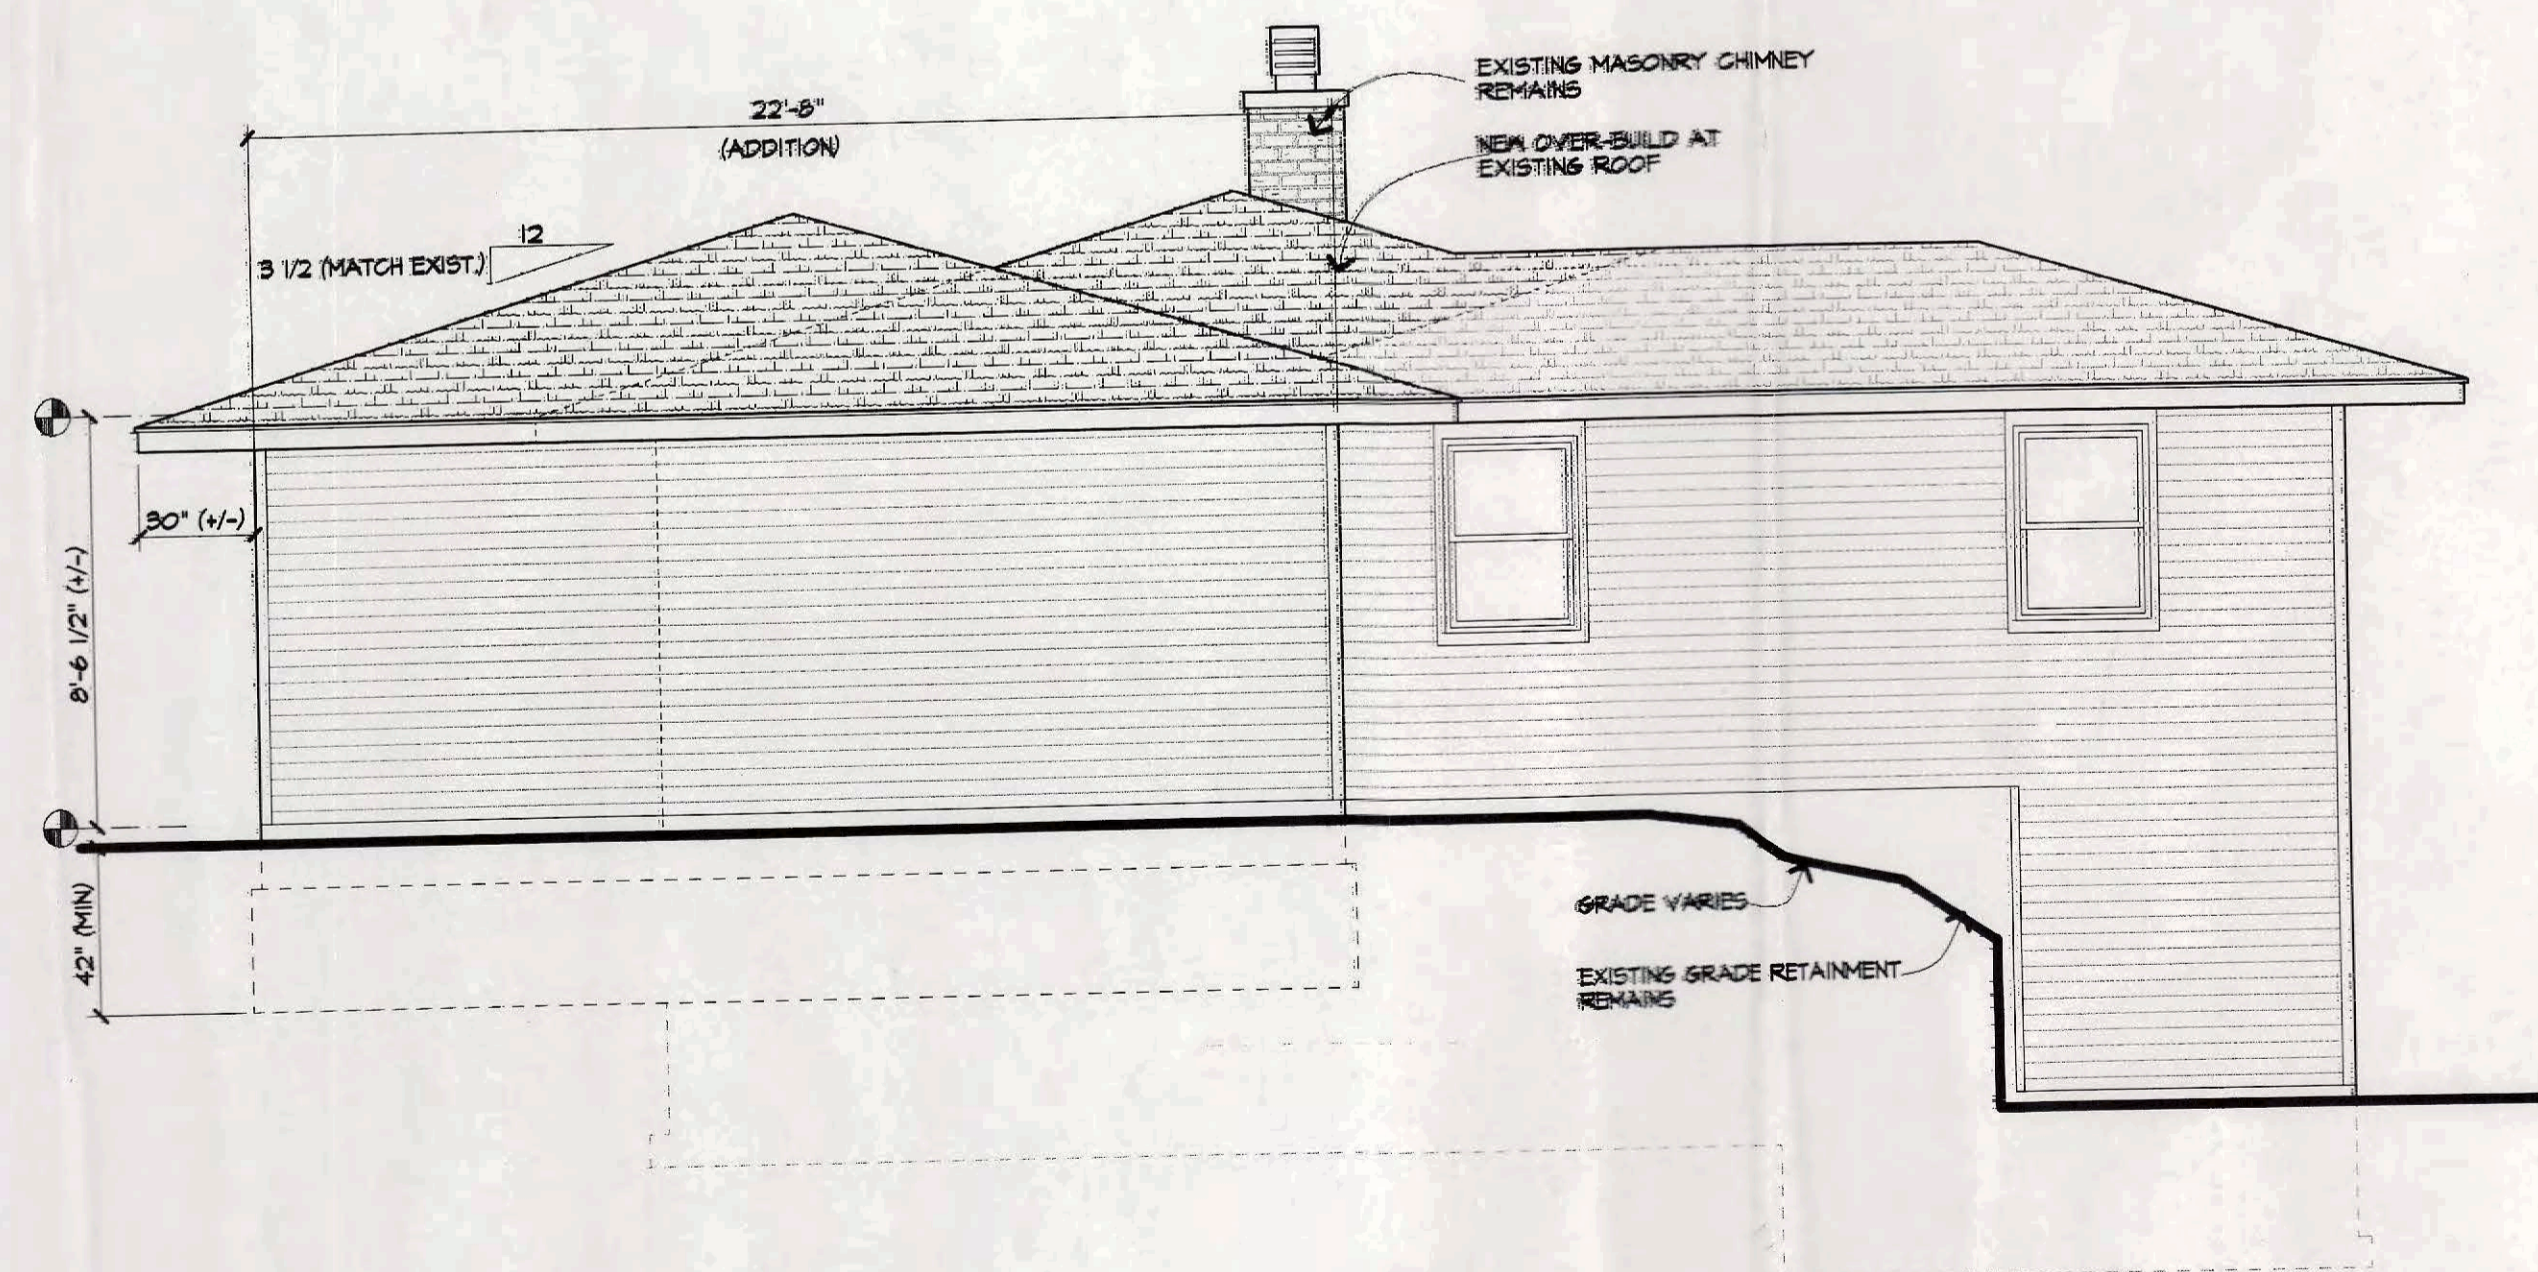 EXISTING MASONRY CHIMNEY
REMAINS
22'-8"
(ADDITION)
NEW OVER-BUILD AT
EXISTING ROOF
12
3 1/2 (MATCH EXIST.)
30" (+/-)
8'-6 1/2" (+/-)
42" (MIN)
GRADE VARIES
EXISTING GRADE RETAINMENT
REMAINS